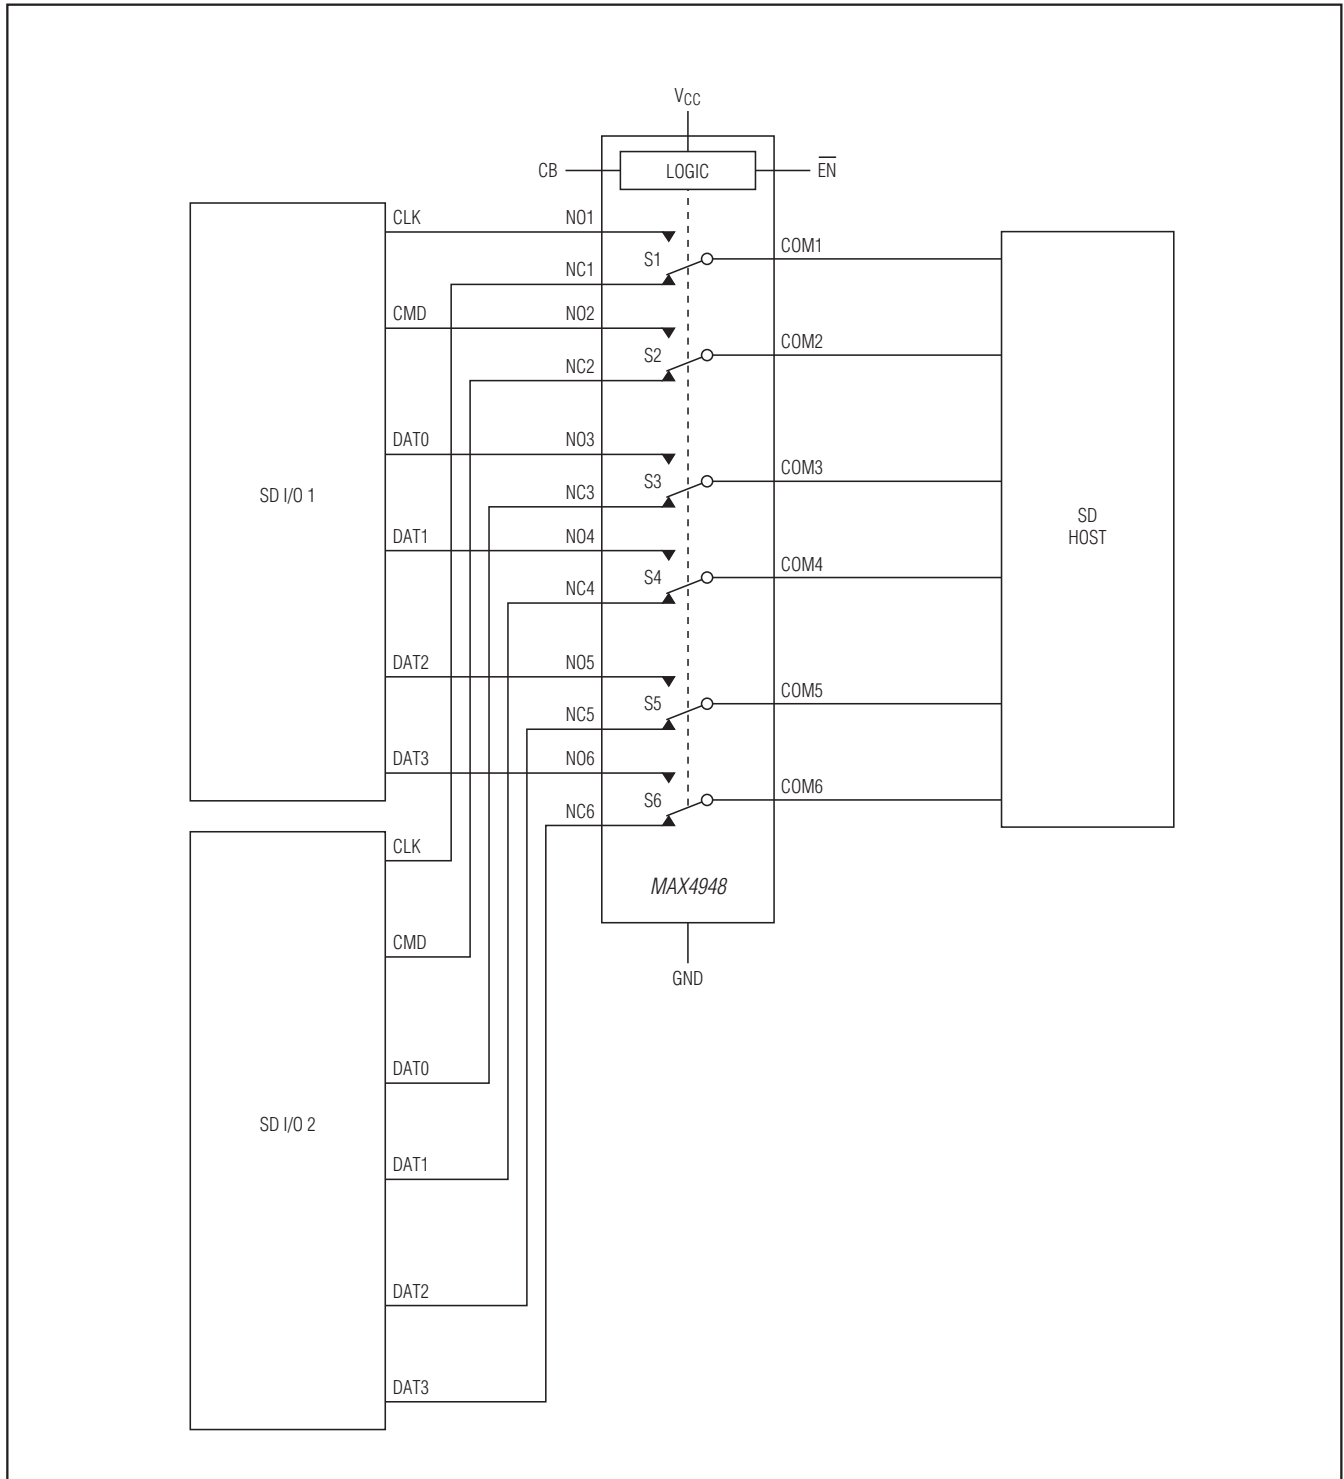 VCC
CB
LOGIC
EN
CLK
NO1
S1
COM1
NC1
CMD
NO2
S2
COM2
NC2
DAT0
NO3
S3
COM3
NC3
SD I/O 1
SD
HOST
DAT1
NO4
S4
COM4
NC4
DAT2
NO5
S5
COM5
NC5
DAT3
NO6
S6
COM6
NC6
CLK
MAX4948
CMD
GND
DAT0
SD I/O 2
DAT1
DAT2
DAT3